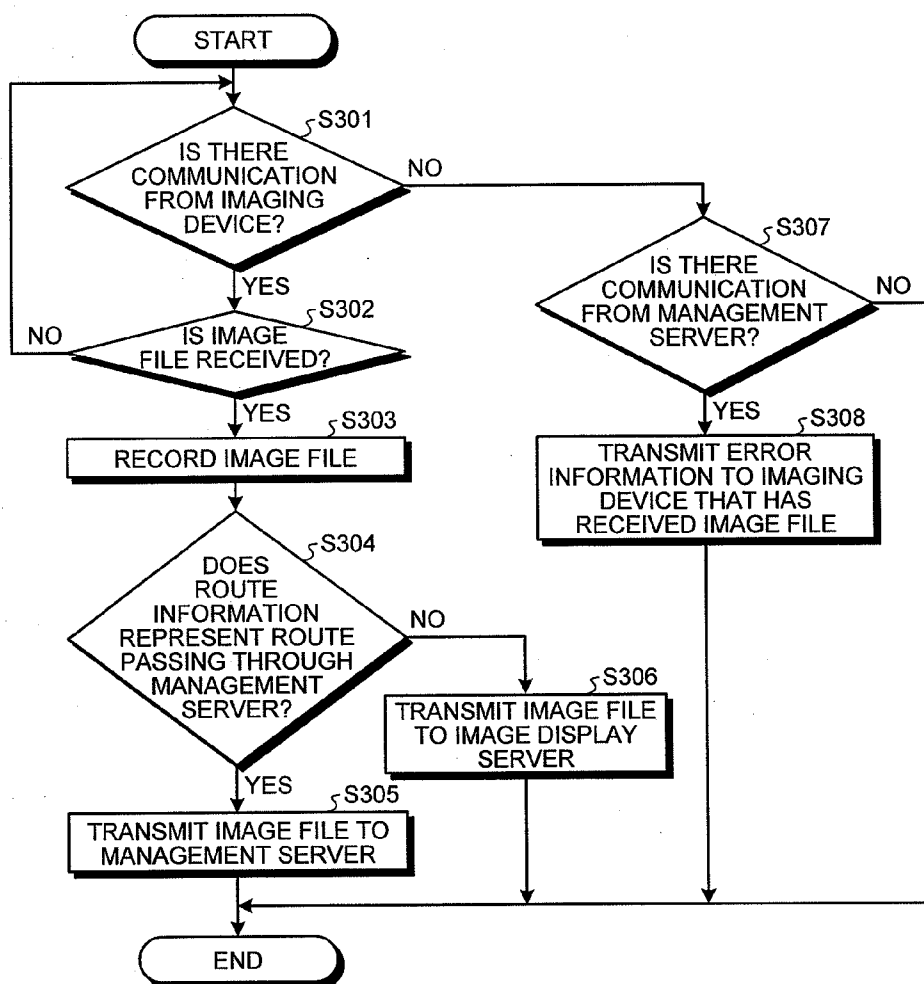 START
S301
IS THERE
COMMUNICATION
FROM IMAGING
DEVICE?
NO
YES
S302
IS IMAGE
FILE RECEIVED?
NO
YES
S303
RECORD IMAGE FILE
S304
DOES
ROUTE
INFORMATION
REPRESENT ROUTE
PASSING THROUGH
MANAGEMENT
SERVER?
NO
YES
S305
TRANSMIT IMAGE FILE TO
MANAGEMENT SERVER
S306
TRANSMIT IMAGE FILE
TO IMAGE DISPLAY
SERVER
S307
IS THERE
COMMUNICATION
FROM MANAGEMENT
SERVER?
NO
YES
S308
TRANSMIT ERROR
INFORMATION TO IMAGING
DEVICE THAT HAS
RECEIVED IMAGE FILE
END